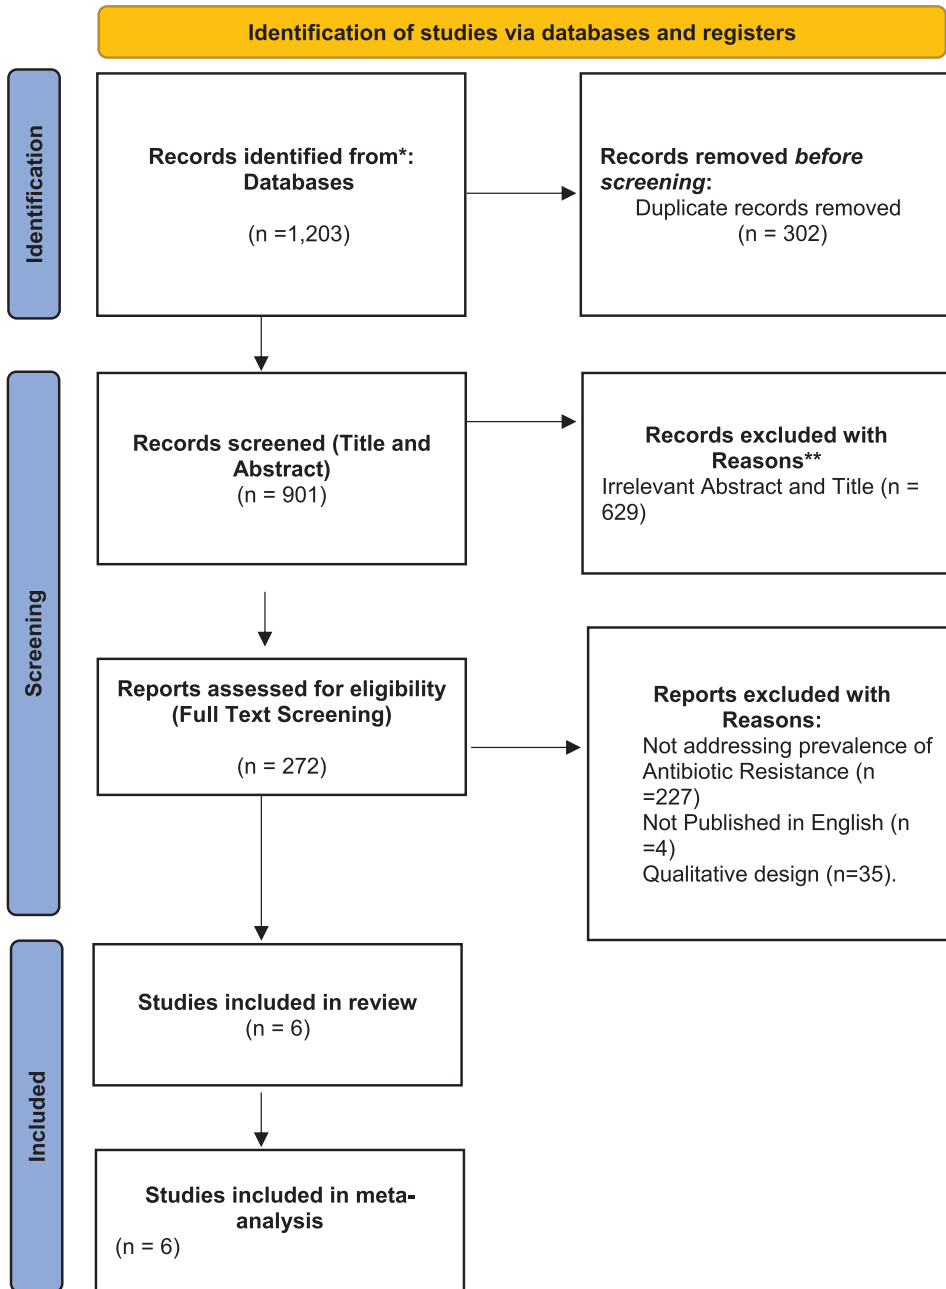 Identification of studies via databases and registers
Identification
Records identified from*:
Databases
(n =1,203)
Records removed before
screening:
Duplicate records removed
(n = 302)
Screening
Records screened (Title and
Abstract)
(n = 901)
Records excluded with
Reasons**
Irrelevant Abstract and Title (n =
629)
Reports assessed for eligibility
(Full Text Screening)
(n = 272)
Reports excluded with
Reasons:
Not addressing prevalence of
Antibiotic Resistance (n
=227)
Not Published in English (n
=4)
Qualitative design (n=35).
Included
Studies included in review
(n = 6)
Studies included in meta-
analysis
(n = 6)